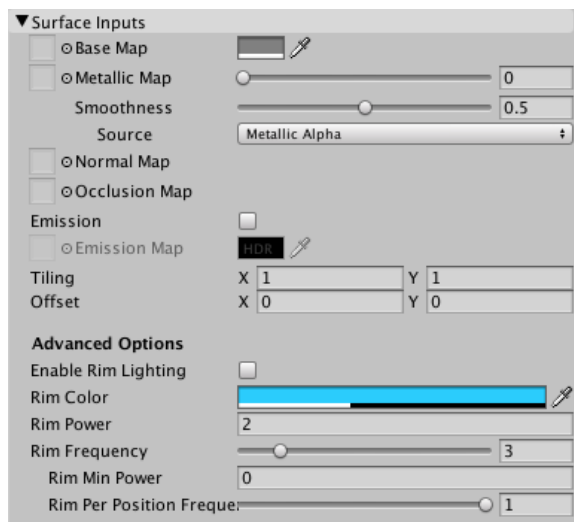 Surface Inputs
Base Map
Metallic Map 0
Smoothness 0.5
Source Metallic Alpha
Normal Map
Occlusion Map
Emission
Emission Map HDR
Tiling X 1 Y 1
Offset X 0 Y 0
Advanced Options
Enable Rim Lighting
Rim Color
Rim Power 2
Rim Frequency 3
Rim Min Power 0
Rim Per Position Freque 1